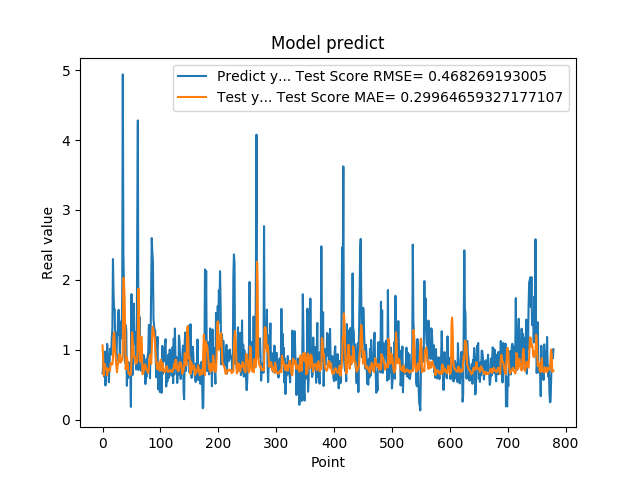 Model predict
Predict y... Test Score RMSE= 0.468269193005
Test y... Test Score MAE= 0.29964659327177107
Real value
5
4
3
2
1
0
0 100 200 300 400 500 600 700 800
Point